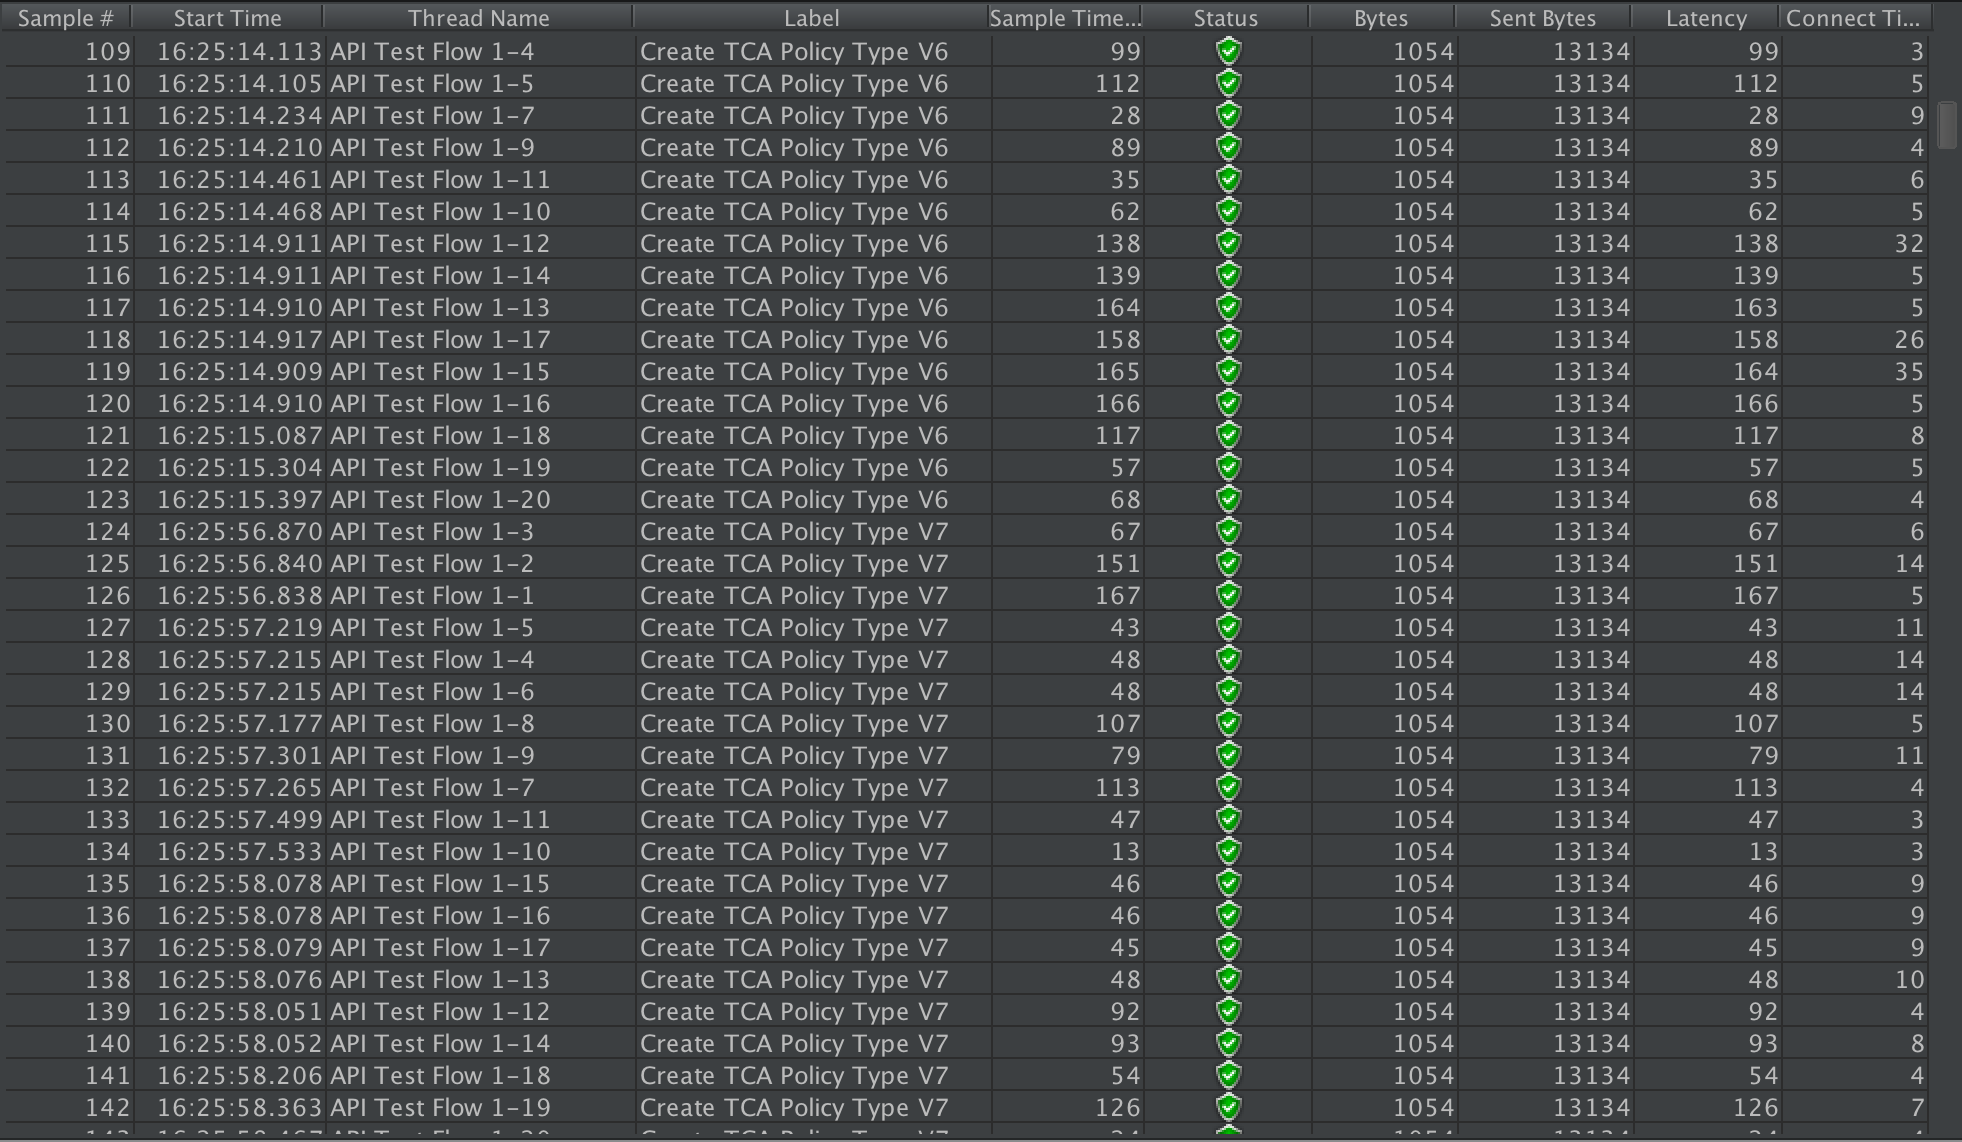 Sample # Start Time Thread Name Label Sample Time... Status Bytes Sent Bytes Latency Connect Ti...
109 16:25:14.113 API Test Flow 1-4 Create TCA Policy Type V6 99 1054 13134 99 3
110 16:25:14.105 API Test Flow 1-5 Create TCA Policy Type V6 112 1054 13134 112 5
111 16:25:14.234 API Test Flow 1-7 Create TCA Policy Type V6 28 1054 13134 28 9
112 16:25:14.210 API Test Flow 1-9 Create TCA Policy Type V6 89 1054 13134 89 4
113 16:25:14.461 API Test Flow 1-11 Create TCA Policy Type V6 35 1054 13134 35 6
114 16:25:14.468 API Test Flow 1-10 Create TCA Policy Type V6 62 1054 13134 62 5
115 16:25:14.911 API Test Flow 1-12 Create TCA Policy Type V6 138 1054 13134 138 32
116 16:25:14.911 API Test Flow 1-14 Create TCA Policy Type V6 139 1054 13134 139 5
117 16:25:14.910 API Test Flow 1-13 Create TCA Policy Type V6 164 1054 13134 163 5
118 16:25:14.917 API Test Flow 1-17 Create TCA Policy Type V6 158 1054 13134 158 26
119 16:25:14.909 API Test Flow 1-15 Create TCA Policy Type V6 165 1054 13134 164 35
120 16:25:14.910 API Test Flow 1-16 Create TCA Policy Type V6 166 1054 13134 166 5
121 16:25:15.087 API Test Flow 1-18 Create TCA Policy Type V6 117 1054 13134 117 8
122 16:25:15.304 API Test Flow 1-19 Create TCA Policy Type V6 57 1054 13134 57 5
123 16:25:15.397 API Test Flow 1-20 Create TCA Policy Type V6 68 1054 13134 68 4
124 16:25:56.870 API Test Flow 1-3 Create TCA Policy Type V7 67 1054 13134 67 6
125 16:25:56.840 API Test Flow 1-2 Create TCA Policy Type V7 151 1054 13134 151 14
126 16:25:56.838 API Test Flow 1-1 Create TCA Policy Type V7 167 1054 13134 167 5
127 16:25:57.219 API Test Flow 1-5 Create TCA Policy Type V7 43 1054 13134 43 11
128 16:25:57.215 API Test Flow 1-4 Create TCA Policy Type V7 48 1054 13134 48 14
129 16:25:57.215 API Test Flow 1-6 Create TCA Policy Type V7 48 1054 13134 48 14
130 16:25:57.177 API Test Flow 1-8 Create TCA Policy Type V7 107 1054 13134 107 5
131 16:25:57.301 API Test Flow 1-9 Create TCA Policy Type V7 79 1054 13134 79 11
132 16:25:57.265 API Test Flow 1-7 Create TCA Policy Type V7 113 1054 13134 113 4
133 16:25:57.499 API Test Flow 1-11 Create TCA Policy Type V7 47 1054 13134 47 3
134 16:25:57.533 API Test Flow 1-10 Create TCA Policy Type V7 13 1054 13134 13 3
135 16:25:58.078 API Test Flow 1-15 Create TCA Policy Type V7 46 1054 13134 46 9
136 16:25:58.078 API Test Flow 1-16 Create TCA Policy Type V7 46 1054 13134 46 9
137 16:25:58.079 API Test Flow 1-17 Create TCA Policy Type V7 45 1054 13134 45 9
138 16:25:58.076 API Test Flow 1-13 Create TCA Policy Type V7 48 1054 13134 48 10
139 16:25:58.051 API Test Flow 1-12 Create TCA Policy Type V7 92 1054 13134 92 4
140 16:25:58.052 API Test Flow 1-14 Create TCA Policy Type V7 93 1054 13134 93 8
141 16:25:58.206 API Test Flow 1-18 Create TCA Policy Type V7 54 1054 13134 54 4
142 16:25:58.363 API Test Flow 1-19 Create TCA Policy Type V7 126 1054 13134 126 7